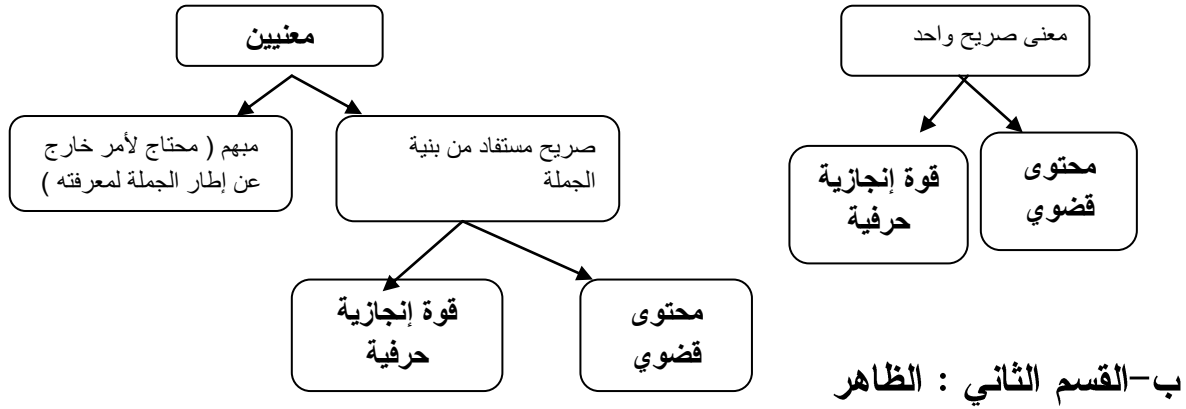 معنى صريح واحد
محتوى
قضوي
قوة إنجازية
حرفية
معنيين
صريح مستفاد من بنية
الجملة
مبهم ( محتاج لأمر خارج
عن إطار الجملة لمعرفته )
محتوى
قضوي
قوة إنجازية
حرفية
ب-القسم الثاني : الظاهر